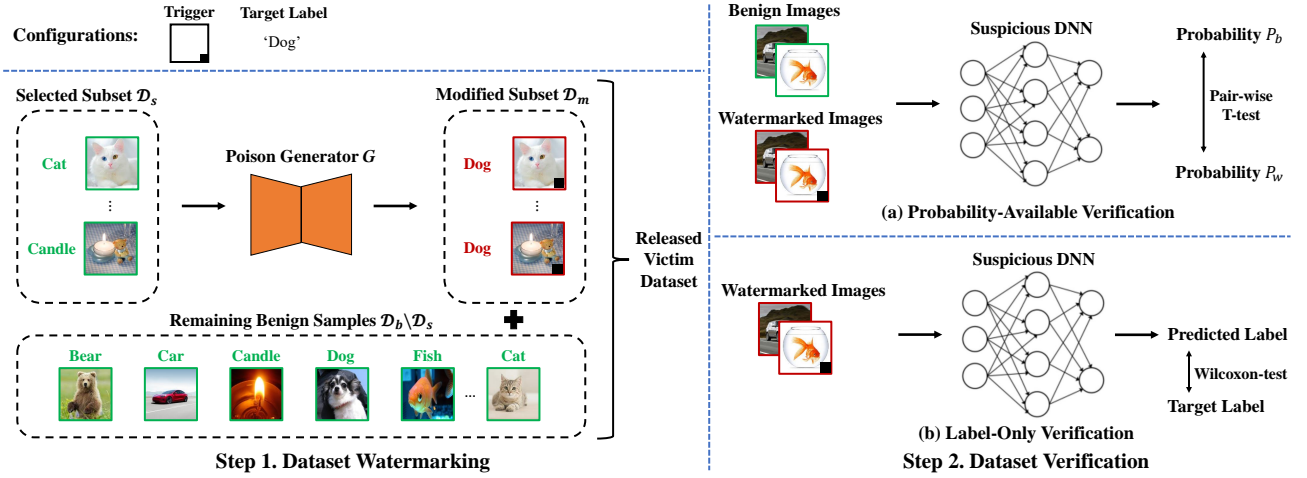 Configurations:
Trigger
Target Label
‘Dog’
Selected Subset 𝒟ₛ
Cat
...
Candle
Poison Generator G
Modified Subset 𝒟ₘ
Dog
...
Dog
Released
Victim
Dataset
Remaining Benign Samples 𝒟_b\𝒟ₛ
Bear Car Candle Dog Fish ... Cat
Step 1. Dataset Watermarking
Benign Images
Watermarked Images
Suspicious DNN
Probability P_b
Pair-wise
T-test
Probability P_w
(a) Probability-Available Verification
Watermarked Images
Suspicious DNN
Predicted Label
Wilcoxon-test
Target Label
(b) Label-Only Verification
Step 2. Dataset Verification